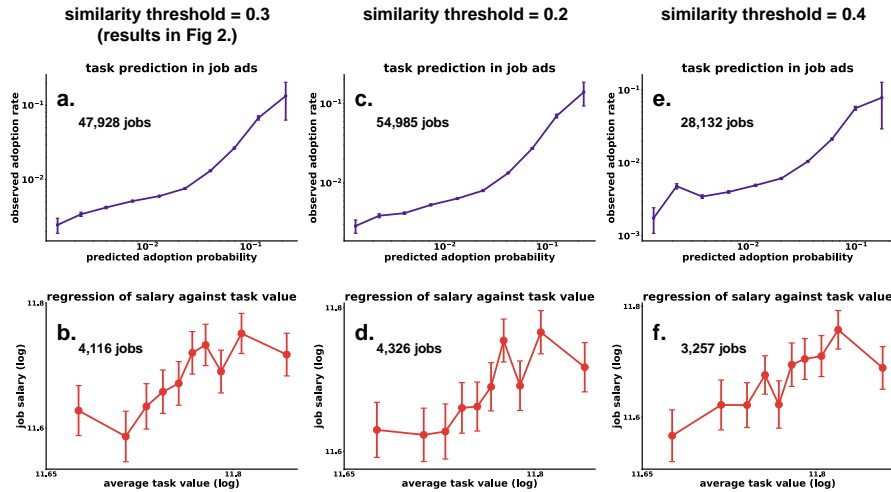 similarity threshold = 0.3
(results in Fig 2.)
similarity threshold = 0.2
similarity threshold = 0.4
task prediction in job ads
a.
47,928 jobs
observed adoption rate
10⁻¹
10⁻²
10⁻²
10⁻¹
predicted adoption probability
task prediction in job ads
c.
54,985 jobs
observed adoption rate
10⁻¹
10⁻²
10⁻²
10⁻¹
predicted adoption probability
task prediction in job ads
e.
28,132 jobs
observed adoption rate
10⁻¹
10⁻²
10⁻³
10⁻²
10⁻¹
predicted adoption probability
regression of salary against task value
b.
4,116 jobs
job salary (log)
11.8
11.6
11.65
11.8
average task value (log)
regression of salary against task value
d.
4,326 jobs
job salary (log)
11.8
11.6
11.65
11.8
average task value (log)
regression of salary against task value
f.
3,257 jobs
job salary (log)
11.8
11.6
11.65
11.8
average task value (log)